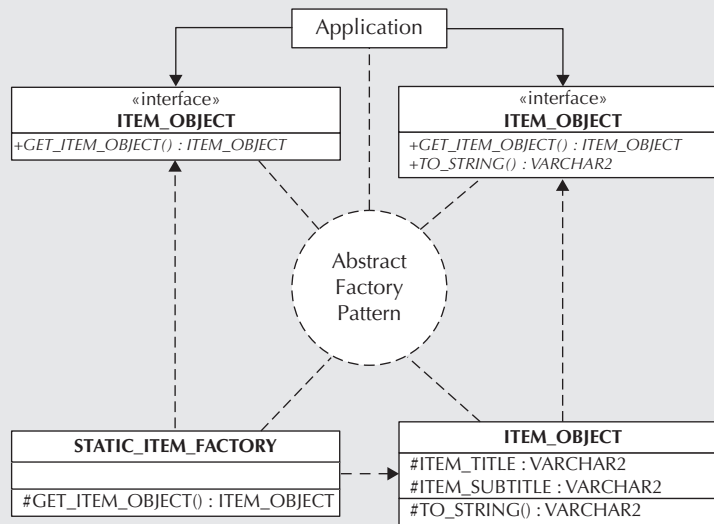 Application
«interface»
ITEM_OBJECT
+GET_ITEM_OBJECT() : ITEM_OBJECT
«interface»
ITEM_OBJECT
+GET_ITEM_OBJECT() : ITEM_OBJECT
+TO_STRING() : VARCHAR2
Abstract
Factory
Pattern
STATIC_ITEM_FACTORY
#GET_ITEM_OBJECT() : ITEM_OBJECT
ITEM_OBJECT
#ITEM_TITLE : VARCHAR2
#ITEM_SUBTITLE : VARCHAR2
#TO_STRING() : VARCHAR2